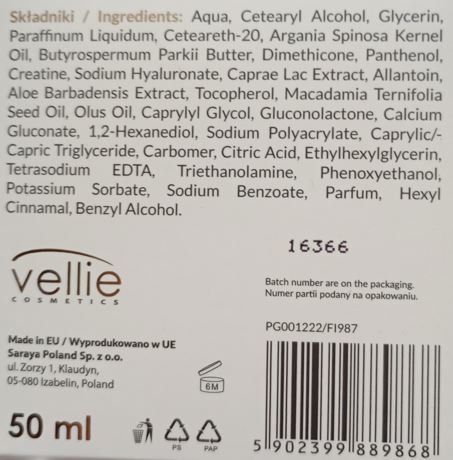 Składniki / Ingredients: Aqua, Cetearyl Alcohol, Glycerin,
Paraffinum Liquidum, Ceteareth-20, Argania Spinosa Kernel
Oil, Butyrospermum Parkii Butter, Dimethicone, Panthenol,
Creatine, Sodium Hyaluronate, Caprae Lac Extract, Allantoin,
Aloe Barbadensis Extract, Tocopherol, Macadamia Ternifolia
Seed Oil, Olus Oil, Caprylyl Glycol, Gluconolactone, Calcium
Gluconate, 1,2-Hexanediol, Sodium Polyacrylate, Caprylic/-
Capric Triglyceride, Carbomer, Citric Acid, Ethylhexylglycerin,
Tetrasodium EDTA, Triethanolamine, Phenoxyethanol,
Potassium Sorbate, Sodium Benzoate, Parfum, Hexyl
Cinnamal, Benzyl Alcohol.
16366
vellie
COSMETICS
Batch number are on the packaging.
Numer partii podany na opakowaniu.
PG001222/FI987
Made in EU / Wyprodukowano w UE
Saraya Poland Sp. z o.o.
ul. Zorzy 1, Klaudyn,
05-080 Izabelin, Poland
6M
50 ml
PS
PAP
5 902399 889868